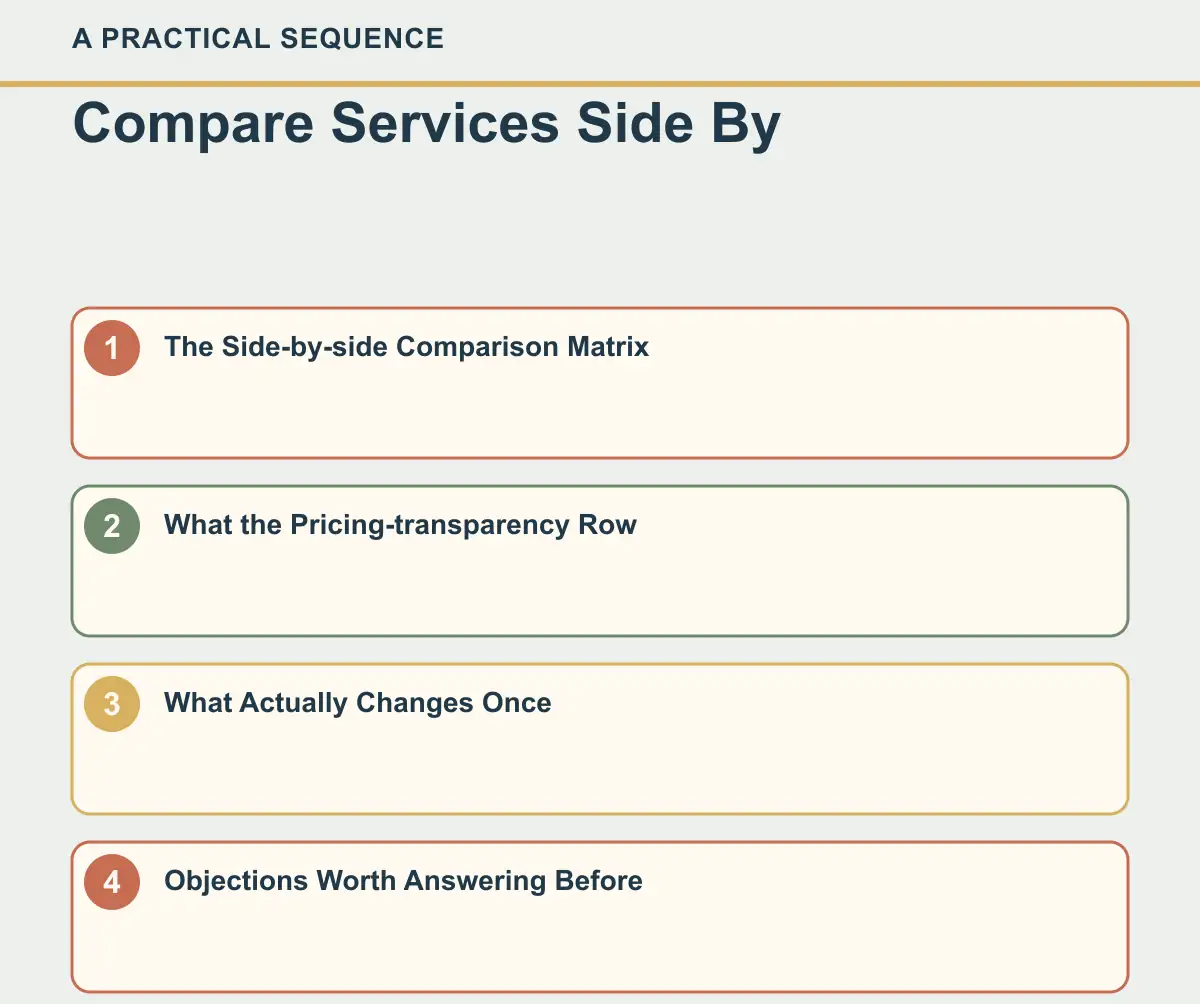 A PRACTICAL SEQUENCE
Compare Services Side By
1
The Side-by-side Comparison Matrix
2
What the Pricing-transparency Row
3
What Actually Changes Once
4
Objections Worth Answering Before